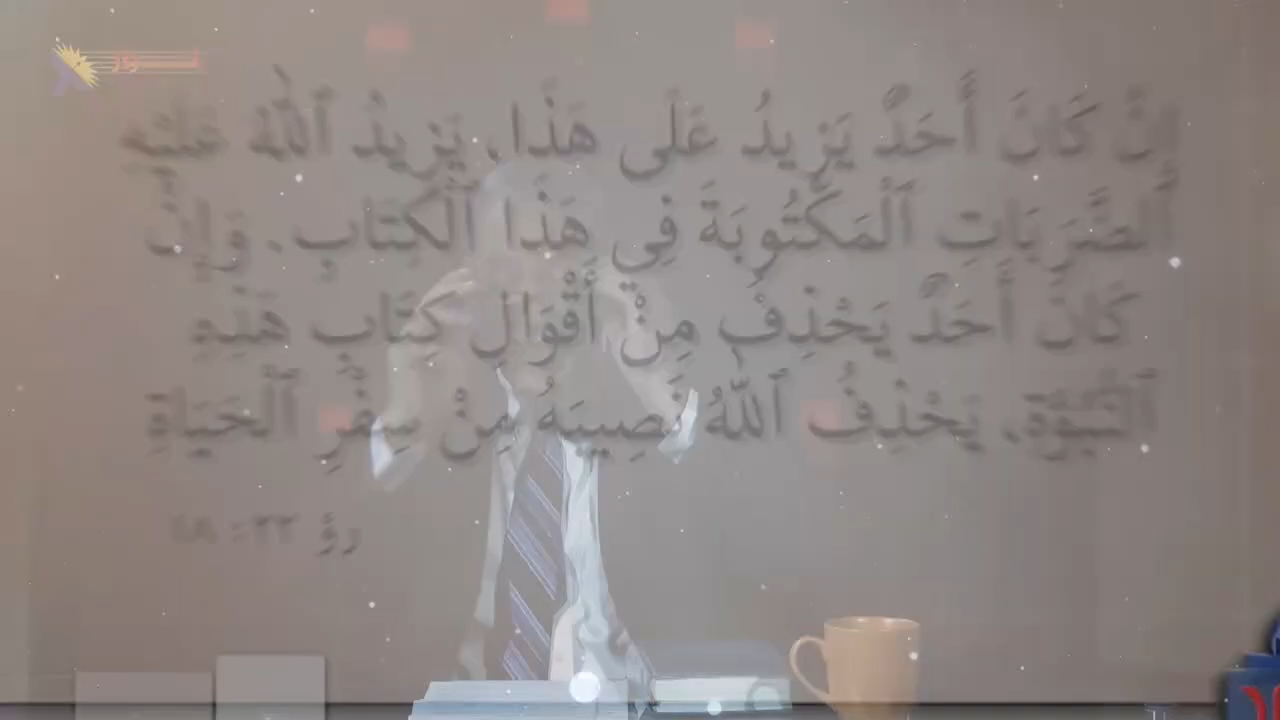 إِنْ كَانَ أَحَدٌ يَزِيدُ عَلَى هَذَا، يَزِيدُ ٱللهُ عَلَيْهِ
ٱلضَّرَبَاتِ ٱلْمَكْتُوبَةَ فِي هَذَا ٱلْكِتَابِ. وَإِنْ
كَانَ أَحَدٌ يَحْذِفُ مِنْ أَقْوَالِ كِتَابِ هَذِهِ
ٱلنُّبُوَّةِ، يَحْذِفُ ٱللهُ نَصِيبَهُ مِنْ سِفْرِ ٱلْحَيَاةِ
رؤ ٢٢: ١٨